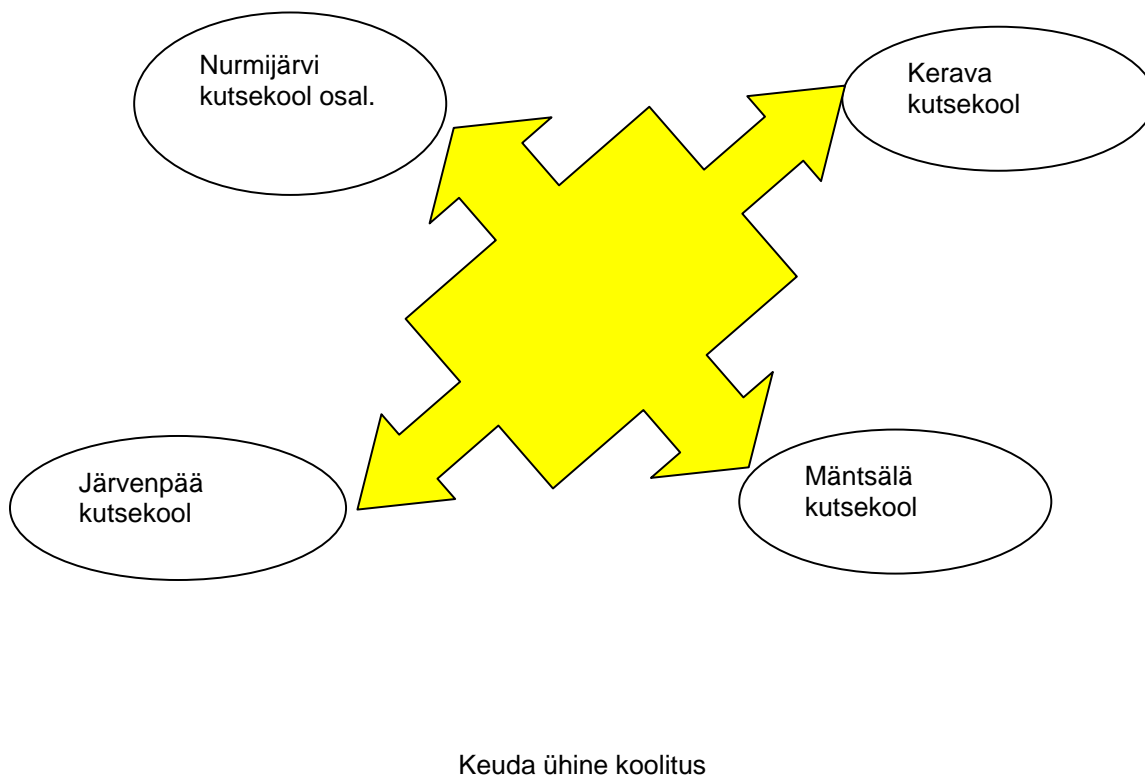 Nurmijärvi
kutsekool osal.
Kerava
kutsekool
Järvenpää
kutsekool
Mäntsälä
kutsekool
Keuda ühine koolitus